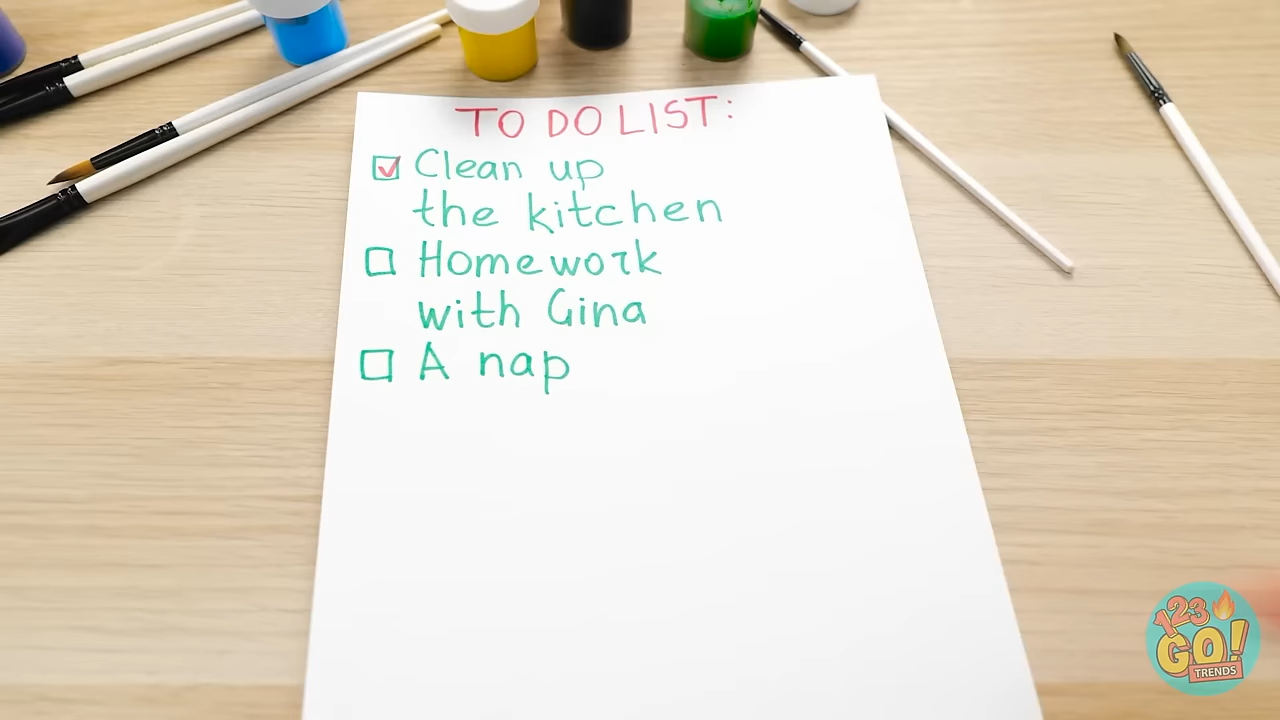 TO DO LIST:
Clean up
the kitchen
Homework
with Gina
A nap
123
GO!
TRENDS